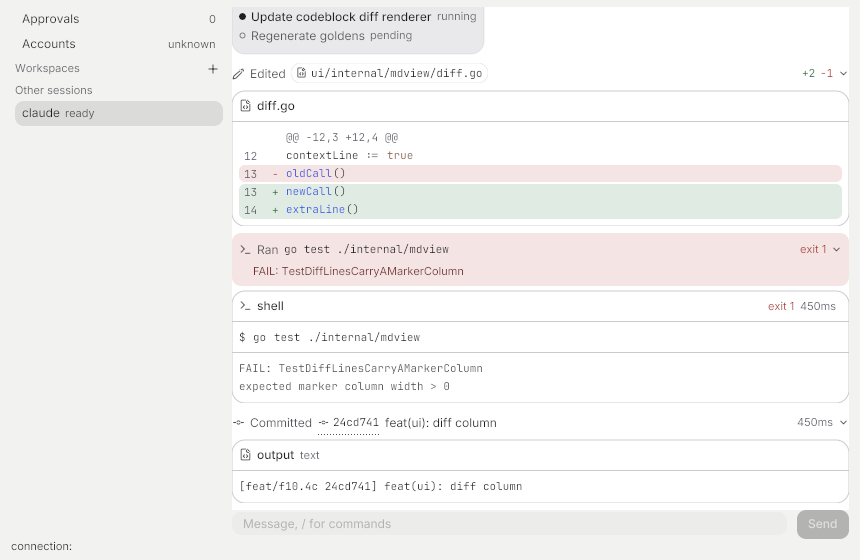 Approvals 0
Accounts unknown
Workspaces +
Other sessions
claude ready
connection:
Update codeblock diff renderer running
Regenerate goldens pending
Edited ui/internal/mdview/diff.go +2 -1
diff.go
@@ -12,3 +12,4 @@
12 contextLine := true
13 - oldCall()
13 + newCall()
14 + extraLine()
Ran go test ./internal/mdview exit 1
FAIL: TestDiffLinesCarryAMarkerColumn
shell exit 1 450ms
$ go test ./internal/mdview
FAIL: TestDiffLinesCarryAMarkerColumn
expected marker column width > 0
Committed 24cd741 feat(ui): diff column 450ms
output text
[feat/f10.4c 24cd741] feat(ui): diff column
Message, / for commands Send